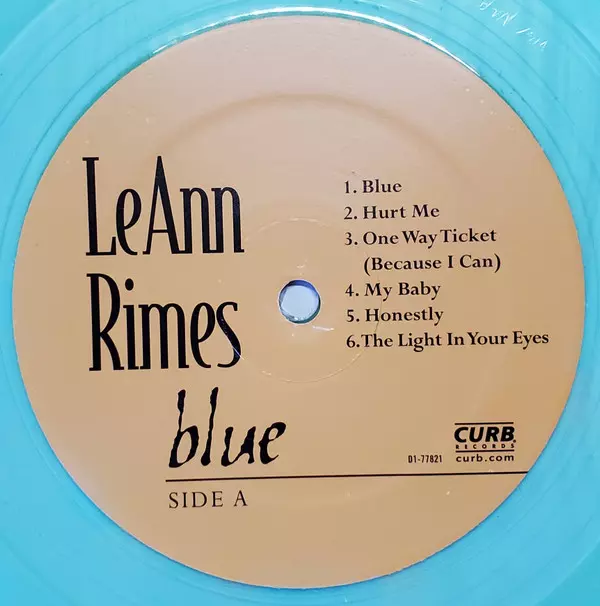 LeAnn
Rimes
blue
SIDE A
1. Blue
2. Hurt Me
3. One Way Ticket
(Because I Can)
4. My Baby
5. Honestly
6.The Light In Your Eyes
D1-77821
CURB
RECORDS
curb.com